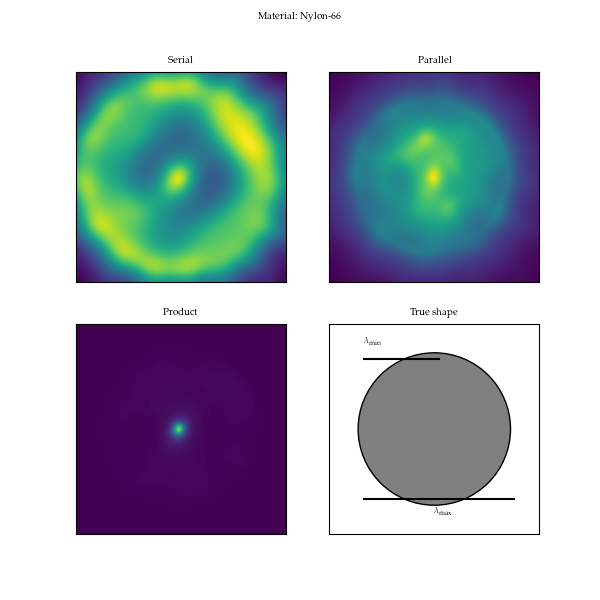 Material: Nylon-66
Serial
Parallel
Product
True shape
λmin
λmax